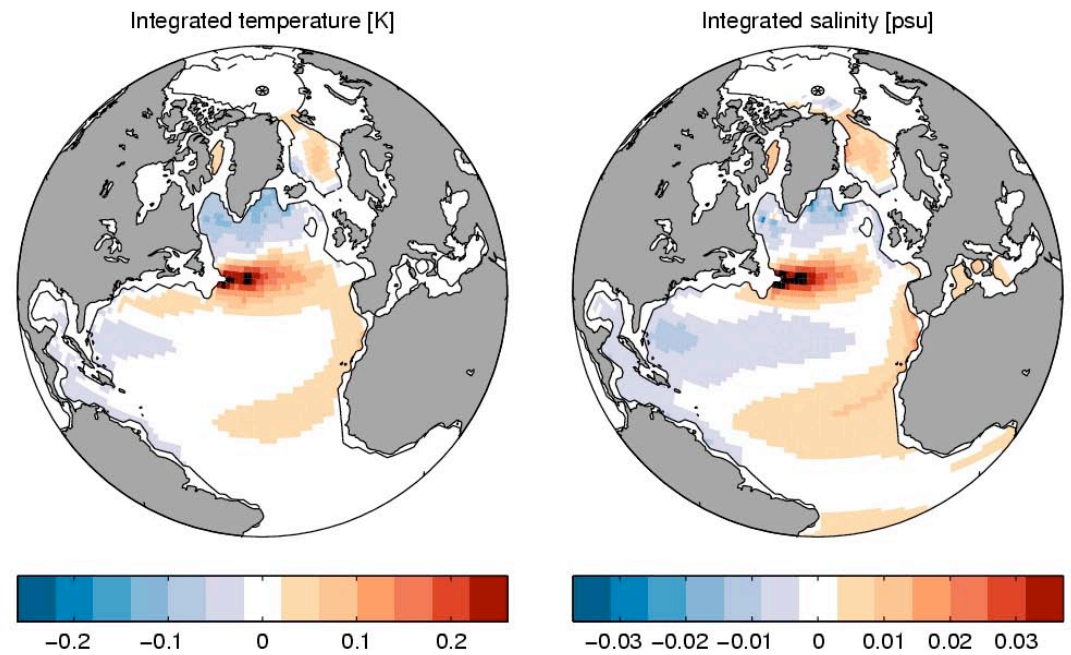 Integrated temperature [K]
Integrated salinity [psu]
−0.2 −0.1 0 0.1 0.2
−0.03 −0.02 −0.01 0 0.01 0.02 0.03